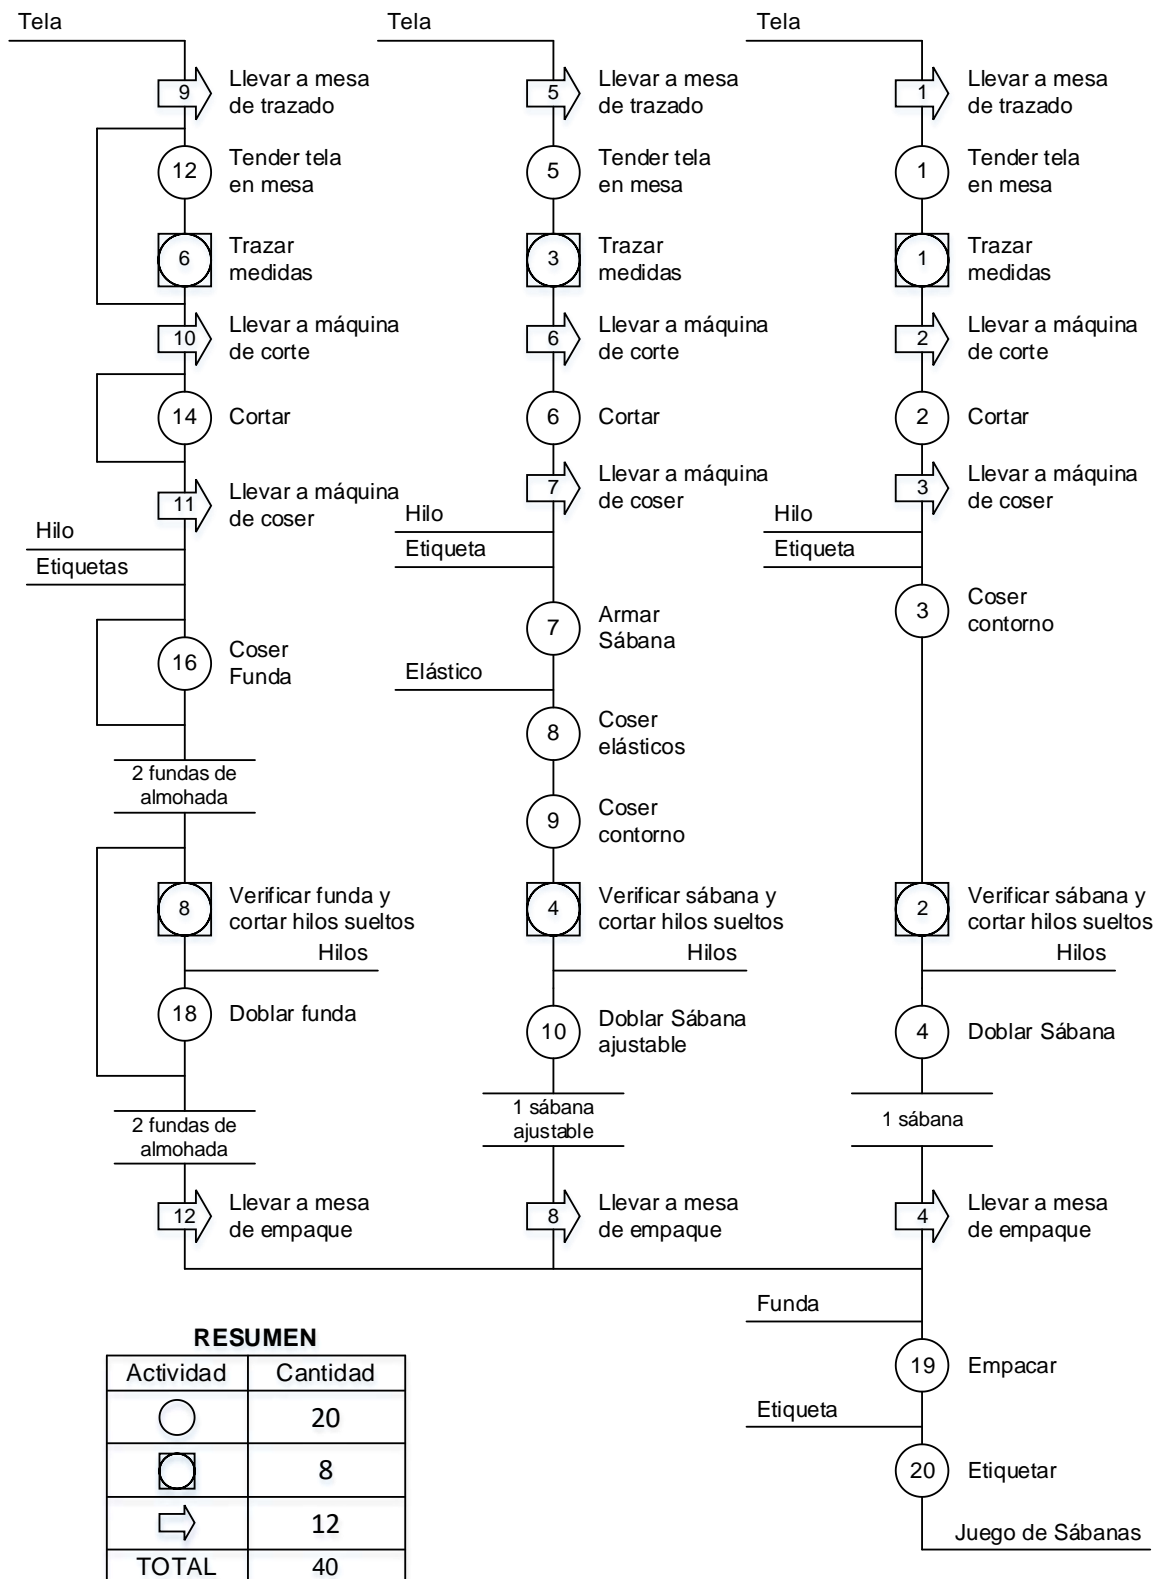 Tela
Tela
Tela
9
Llevar a mesa
de trazado
5
Llevar a mesa
de trazado
1
Llevar a mesa
de trazado
12
Tender tela
en mesa
5
Tender tela
en mesa
1
Tender tela
en mesa
6
Trazar
medidas
3
Trazar
medidas
1
Trazar
medidas
10
Llevar a máquina
de corte
6
Llevar a máquina
de corte
2
Llevar a máquina
de corte
14
Cortar
6
Cortar
2
Cortar
11
Llevar a máquina
de coser
7
Llevar a máquina
de coser
3
Llevar a máquina
de coser
Hilo
Etiquetas
Hilo
Etiqueta
Hilo
Etiqueta
16
Coser
Funda
7
Armar
Sábana
3
Coser
contorno
Elástico
8
Coser
elásticos
2 fundas de
almohada
9
Coser
contorno
8
Verificar funda y
cortar hilos sueltos
4
Verificar sábana y
cortar hilos sueltos
2
Verificar sábana y
cortar hilos sueltos
Hilos
Hilos
Hilos
18
Doblar funda
10
Doblar Sábana
ajustable
4
Doblar Sábana
2 fundas de
almohada
1 sábana
ajustable
1 sábana
12
Llevar a mesa
de empaque
8
Llevar a mesa
de empaque
4
Llevar a mesa
de empaque
Funda
19
Empacar
Etiqueta
20
Etiquetar
Juego de Sábanas
RESUMEN
Actividad Cantidad
20
8
12
TOTAL 40